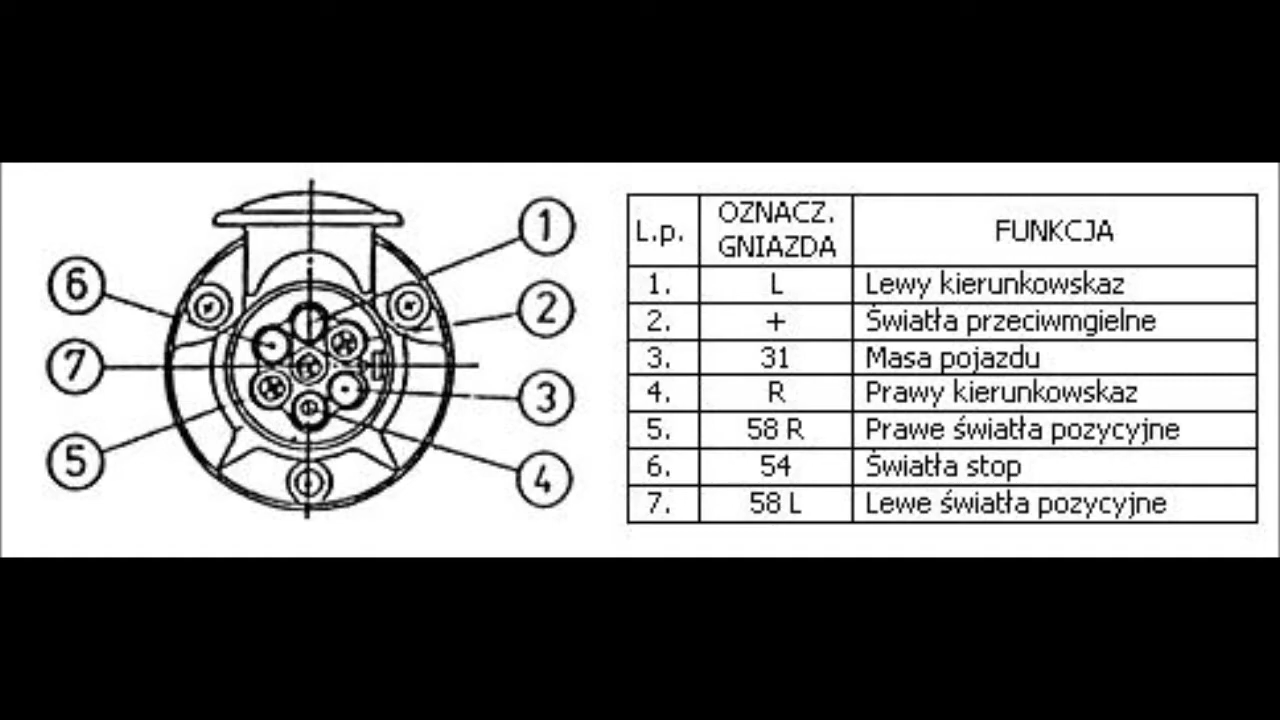 1
2
3
4
5
6
7
L.p. OZNACZ. GNIAZDA FUNKCJA
1. L Lewy kierunkowskaz
2. + Światła przeciwmgielne
3. 31 Masa pojazdu
4. R Prawy kierunkowskaz
5. 58 R Prawe światła pozycyjne
6. 54 Światła stop
7. 58 L Lewe światła pozycyjne